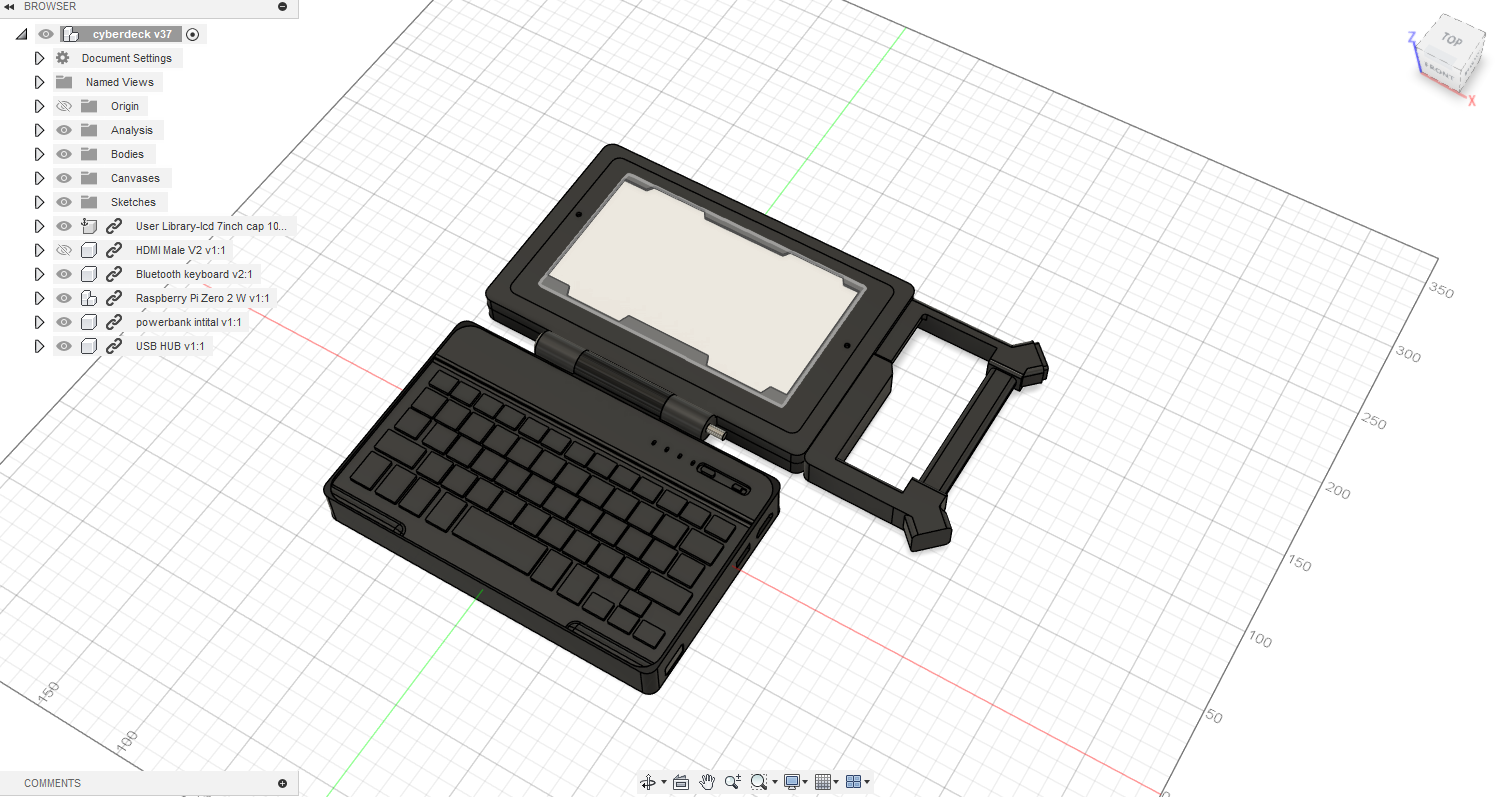 BROWSER
cyberdeck v37
Document Settings
Named Views
Origin
Analysis
Bodies
Canvases
Sketches
User Library-lcd 7inch cap 10...
HDMI Male V2 v1:1
Bluetooth keyboard v2:1
Raspberry Pi Zero 2 W v1:1
powerbank intital v1:1
USB HUB v1:1
TOP
FRONT
Z
X
350
300
250
200
150
100
50
0
150
100
COMMENTS